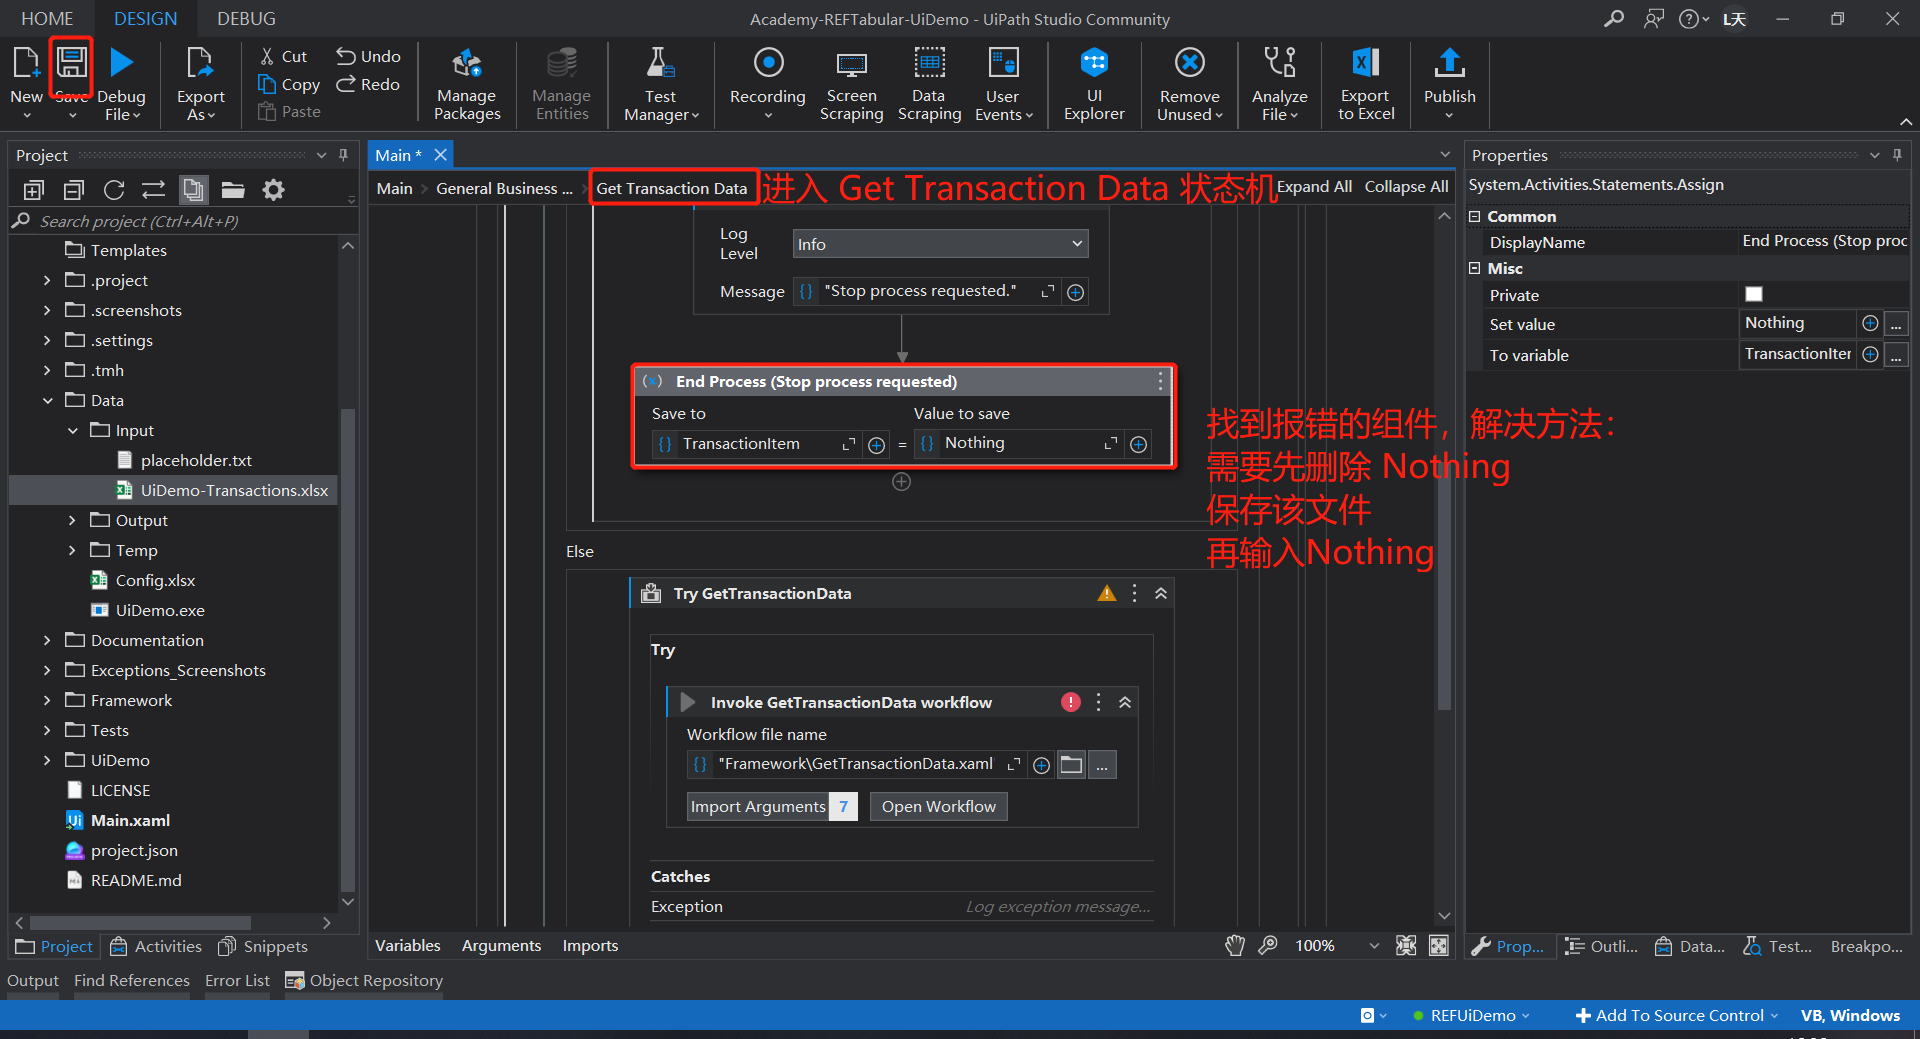 HOME
DESIGN
DEBUG
Academy-REFTabular-UiDemo - UiPath Studio Community
L天
New
Save
Debug File
Export As
Cut
Copy
Paste
Undo
Redo
Manage Packages
Manage Entities
Test Manager
Recording
Screen Scraping
Data Scraping
User Events
UI Explorer
Remove Unused
Analyze File
Export to Excel
Publish
Project
Search project (Ctrl+Alt+P)
Templates
.project
.screenshots
.settings
.tmh
Data
Input
placeholder.txt
UiDemo-Transactions.xlsx
Output
Temp
Config.xlsx
UiDemo.exe
Documentation
Exceptions_Screenshots
Framework
Tests
UiDemo
LICENSE
Main.xaml
project.json
README.md
Project
Activities
Snippets
Main *
Main
General Business ...
Get Transaction Data
进入 Get Transaction Data 状态机
Expand All
Collapse All
Log Level
Info
Message
"Stop process requested."
End Process (Stop process requested)
Save to
Value to save
TransactionItem
=
Nothing
找到报错的组件，解决方法：
需要先删除 Nothing
保存该文件
再输入Nothing
Else
Try GetTransactionData
Try
Invoke GetTransactionData workflow
Workflow file name
"Framework\GetTransactionData.xaml"
...
Import Arguments
7
Open Workflow
Catches
Exception
Log exception message...
Variables
Arguments
Imports
100%
Properties
System.Activities.Statements.Assign
Common
DisplayName
End Process (Stop proc
Misc
Private
Set value
Nothing
...
To variable
TransactionIter
...
Prop...
Outli...
Data...
Test...
Breakpo...
Output
Find References
Error List
Object Repository
REFUiDemo
Add To Source Control
VB, Windows